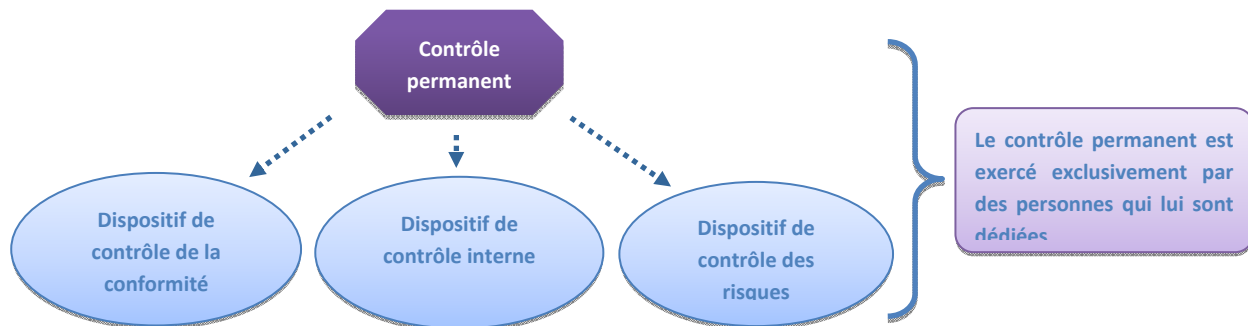 Contrôle
permanent
Dispositif de
contrôle de la
conformité
Dispositif de
contrôle interne
Dispositif de
contrôle des
risques
Le contrôle permanent est
exercé exclusivement par
des personnes qui lui sont
dédiées